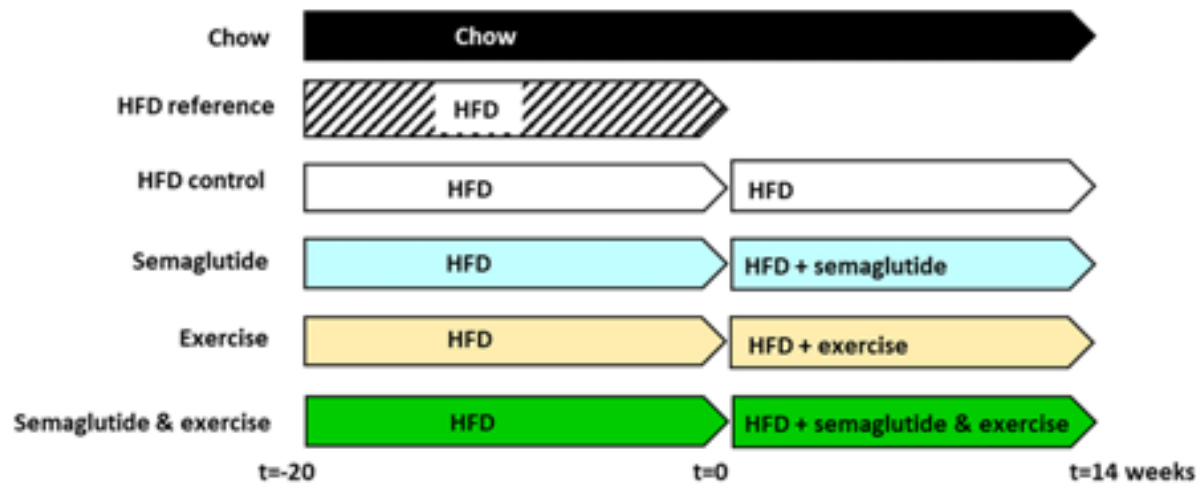 Chow
Chow
HFD reference
HFD
HFD control
HFD
HFD
Semaglutide
HFD
HFD + semaglutide
Exercise
HFD
HFD + exercise
Semaglutide & exercise
HFD
HFD + semaglutide & exercise
t=-20
t=0
t=14 weeks